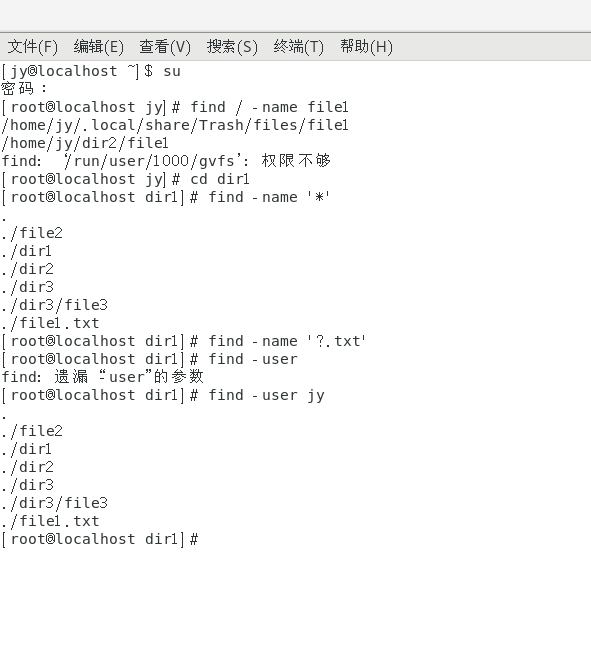 文件(F) 编辑(E) 查看(V) 搜索(S) 终端(T) 帮助(H)
[jy@localhost ~]$ su
密码：
[root@localhost jy]# find / -name file1
/home/jy/.local/share/Trash/files/file1
/home/jy/dir2/file1
find: ‘/run/user/1000/gvfs’: 权限不够
[root@localhost jy]# cd dir1
[root@localhost dir1]# find -name '*'
.
./file2
./dir1
./dir2
./dir3
./dir3/file3
./file1.txt
[root@localhost dir1]# find -name '?.txt'
[root@localhost dir1]# find -user
find: 遗漏 “-user”的参数
[root@localhost dir1]# find -user jy
.
./file2
./dir1
./dir2
./dir3
./dir3/file3
./file1.txt
[root@localhost dir1]#